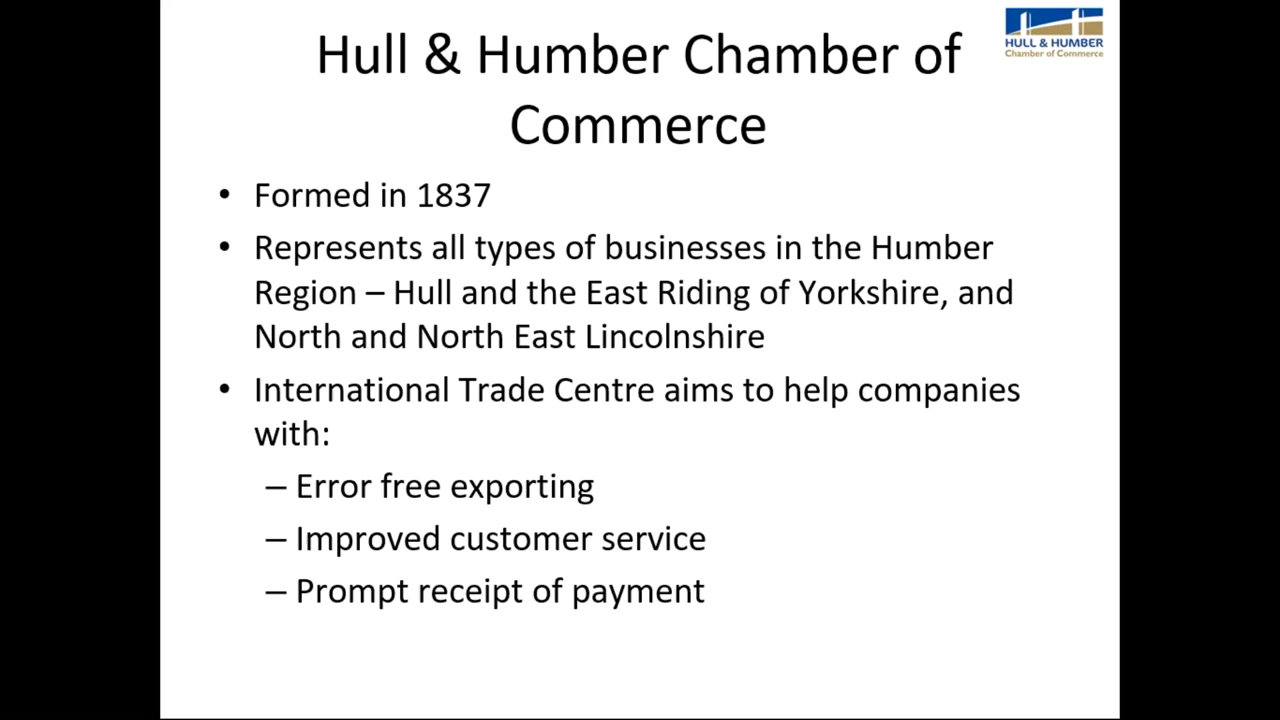 Hull & Humber Chamber of
Commerce
HULL & HUMBER
Chamber of Commerce
• Formed in 1837
• Represents all types of businesses in the Humber
Region – Hull and the East Riding of Yorkshire, and
North and North East Lincolnshire
• International Trade Centre aims to help companies
with:
– Error free exporting
– Improved customer service
– Prompt receipt of payment